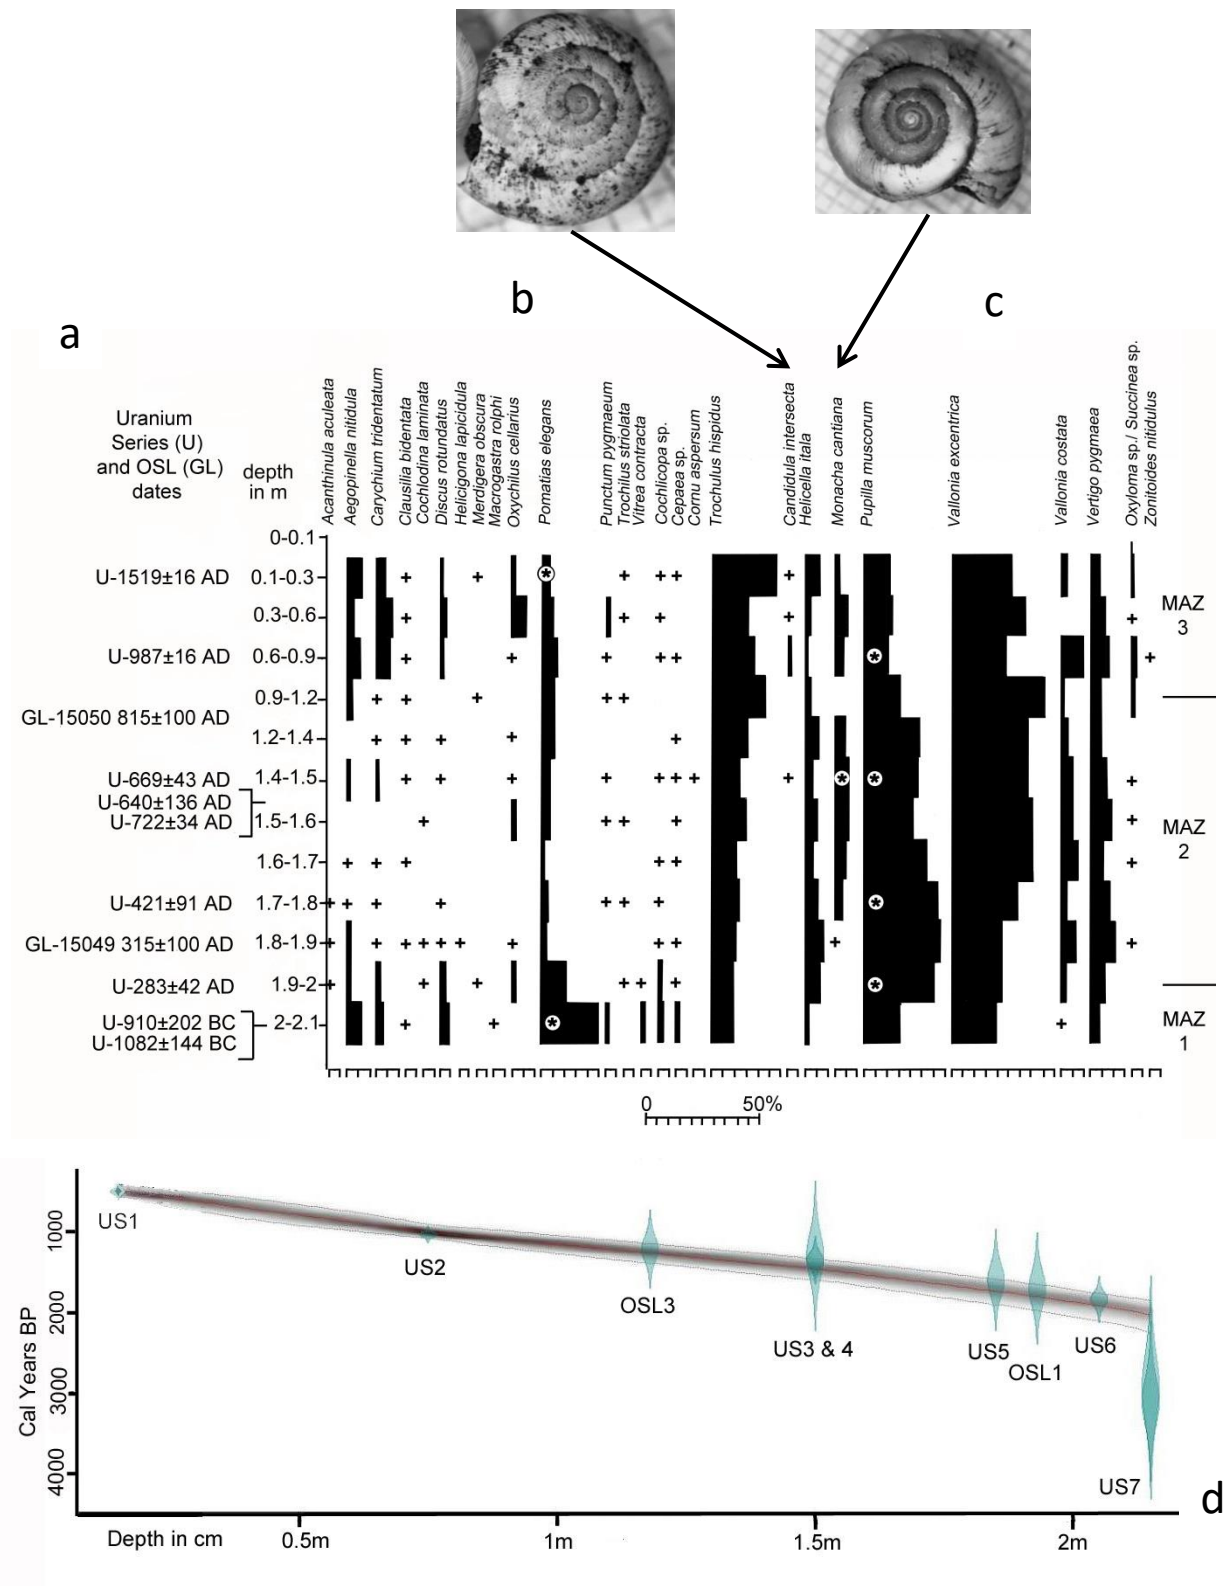 b
c
a
Uranium
Series (U)
and OSL (GL)
dates
depth
in m
Acanthinula aculeata
Aegopinella nitidula
Carychium tridentatum
Clausilia bidentata
Cochlodina laminata
Discus rotundatus
Helicigona lapicidula
Merdigera obscura
Macrogastra rolphi
Oxychilus cellarius
Pomatias elegans
Punctum pygmaeum
Trochilus striolata
Vitrea contracta
Cochlicopa sp.
Cepaea sp.
Cornu aspersum
Trochulus hispidus
Candidula intersecta
Helicella itala
Monacha cantiana
Pupilla muscorum
Vallonia excentrica
Vallonia costata
Vertigo pygmaea
Oxyloma sp./ Succinea sp.
Zonitoides nitidulus
0-0.1
U-1519±16 AD 0.1-0.3
0.3-0.6
U-987±16 AD 0.6-0.9
0.9-1.2
GL-15050 815±100 AD
1.2-1.4
U-669±43 AD 1.4-1.5
U-640±136 AD
U-722±34 AD 1.5-1.6
1.6-1.7
U-421±91 AD 1.7-1.8
GL-15049 315±100 AD 1.8-1.9
U-283±42 AD 1.9-2
U-910±202 BC 2-2.1
U-1082±144 BC
MAZ
3
MAZ
2
MAZ
1
0 50%
US1
US2
OSL3
US3 & 4
US5
OSL1
US6
US7
Cal Years BP
1000
2000
3000
4000
d
Depth in cm 0.5m 1m 1.5m 2m